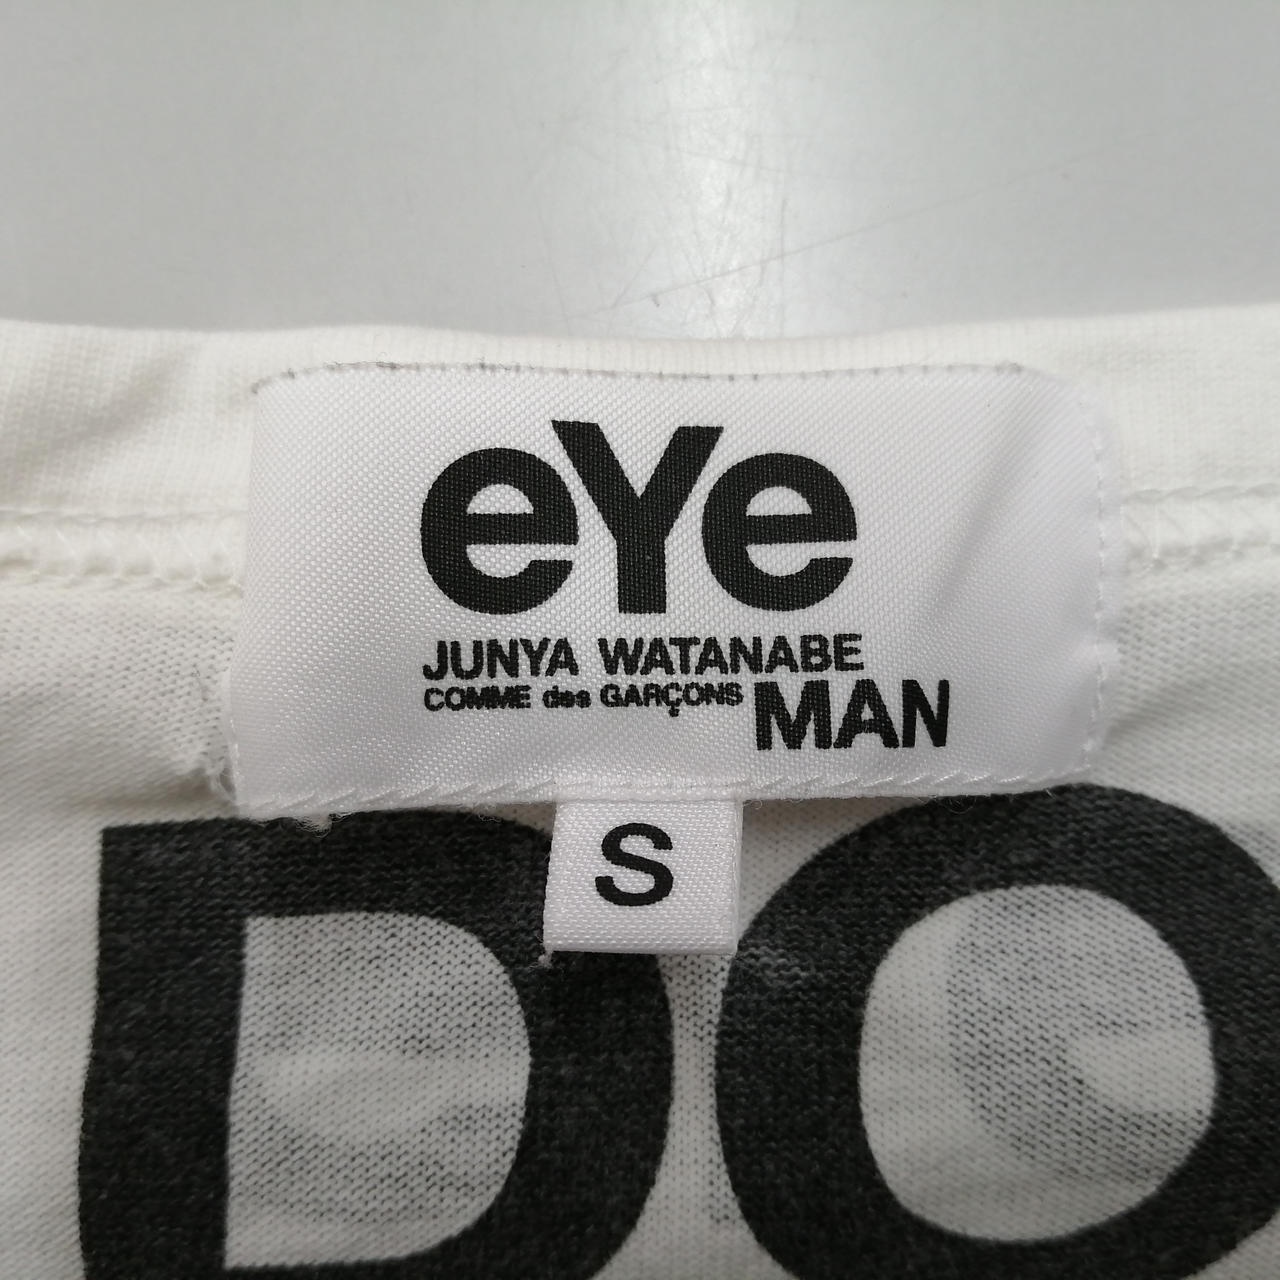 eYe
JUNYA WATANABE
COMME des GARÇONS MAN
S
DO